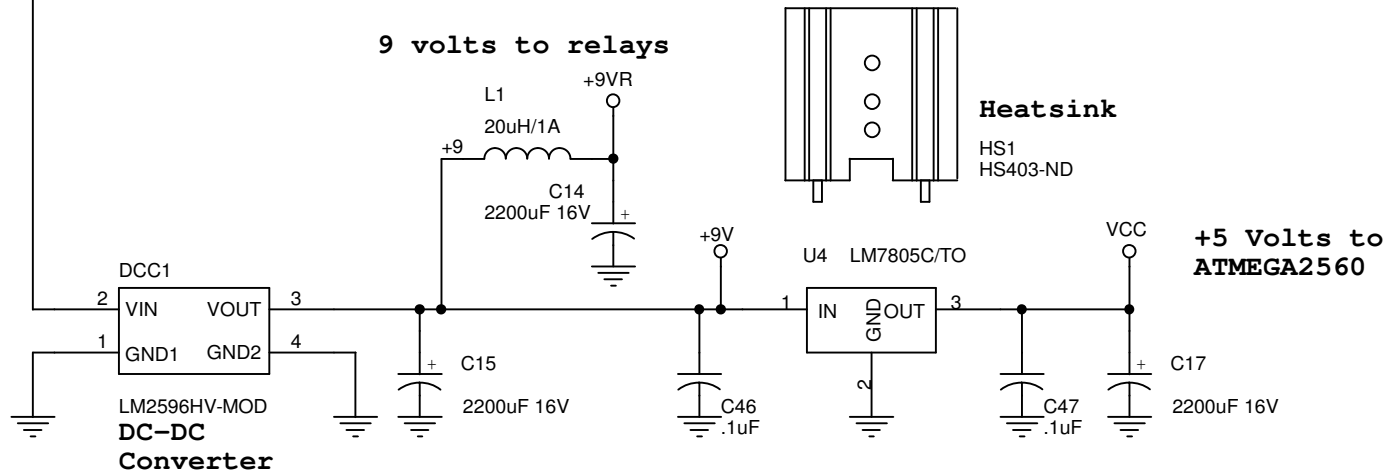 9 volts to relays
+9VR
L1
20uH/1A
+9
C14
2200uF 16V
+
Heatsink
HS1
HS403-ND
+9V
U4 LM7805C/TO
VCC
+5 Volts to
ATMEGA2560
DCC1
2 VIN VOUT 3
1 GND1 GND2 4
LM2596HV-MOD
DC-DC
Converter
+
C15
2200uF 16V
C46
.1uF
1 IN GND OUT 3
2
C47
.1uF
+
C17
2200uF 16V